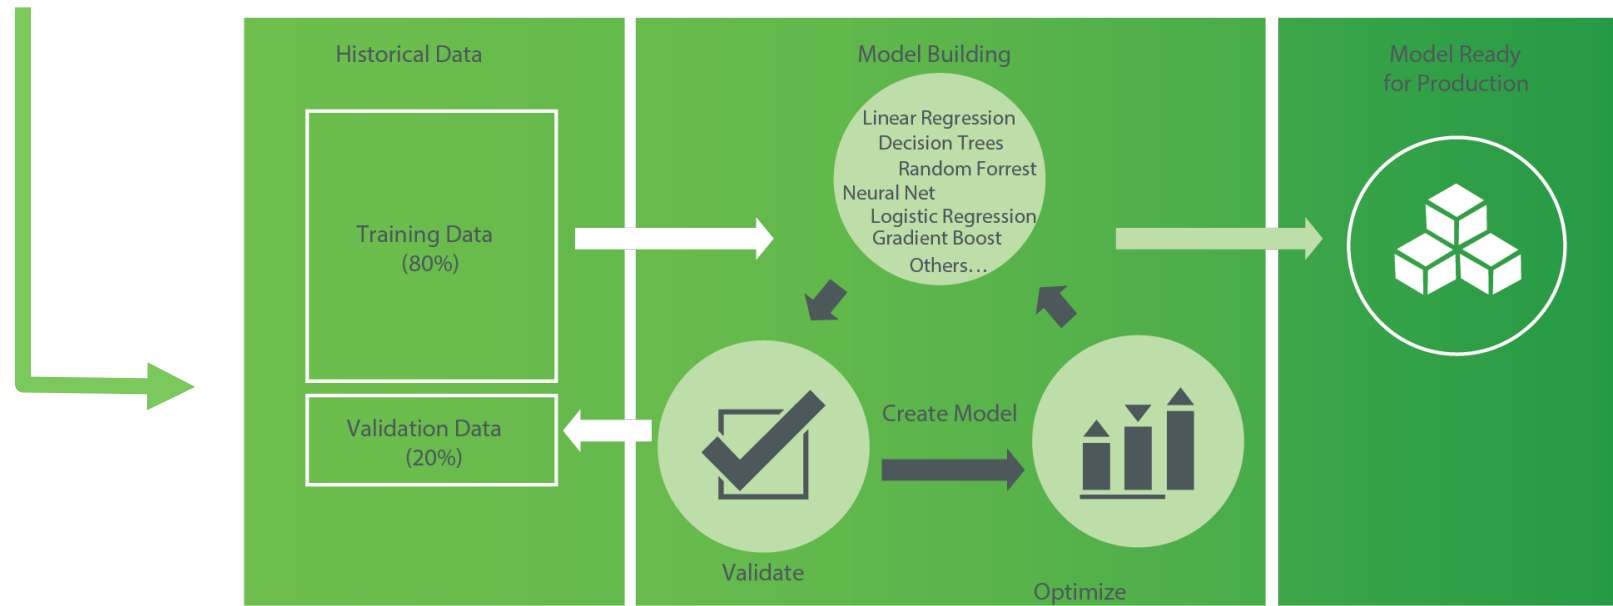 Historical Data
Training Data
(80%)
Validation Data
(20%)
Model Building
Linear Regression
Decision Trees
Random Forrest
Neural Net
Logistic Regression
Gradient Boost
Others...
Create Model
Validate
Optimize
Model Ready
for Production